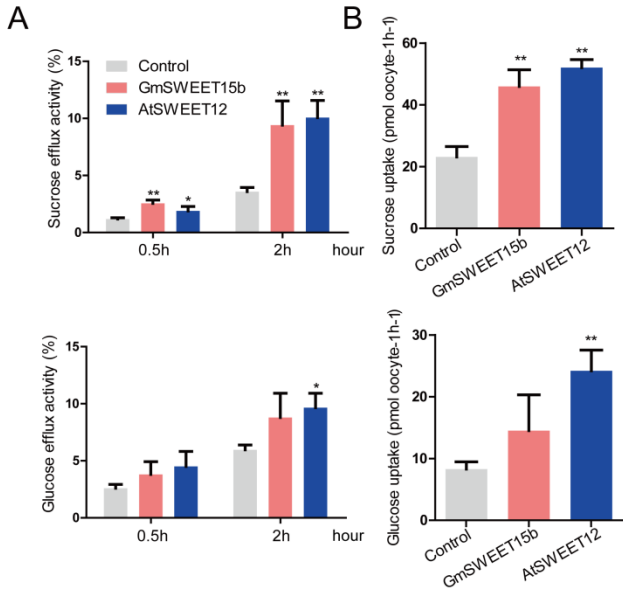 A
Sucrose efflux activity (%)
15
10
5
0
Control
GmSWEET15b
AtSWEET12
**
*
**
**
0.5h
2h
hour
B
Sucrose uptake (pmol oocyte-1h-1)
60
40
20
0
**
**
Control
GmSWEET15b
AtSWEET12
Glucose efflux activity (%)
15
10
5
0
*
0.5h
2h
hour
Glucose uptake (pmol oocyte-1h-1)
30
20
10
0
**
Control
GmSWEET15b
AtSWEET12